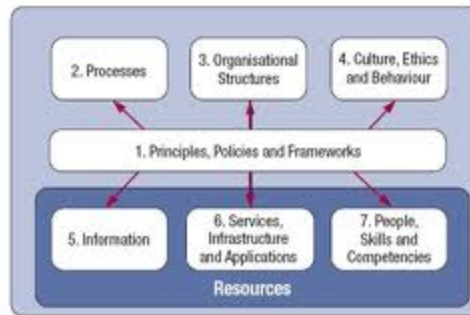 2. Processes
3. Organisational
Structures
4. Culture, Ethics
and Behaviour
1. Principles, Policies and Frameworks
5. Information
6. Services,
Infrastructure
and Applications
7. People,
Skills and
Competencies
Resources